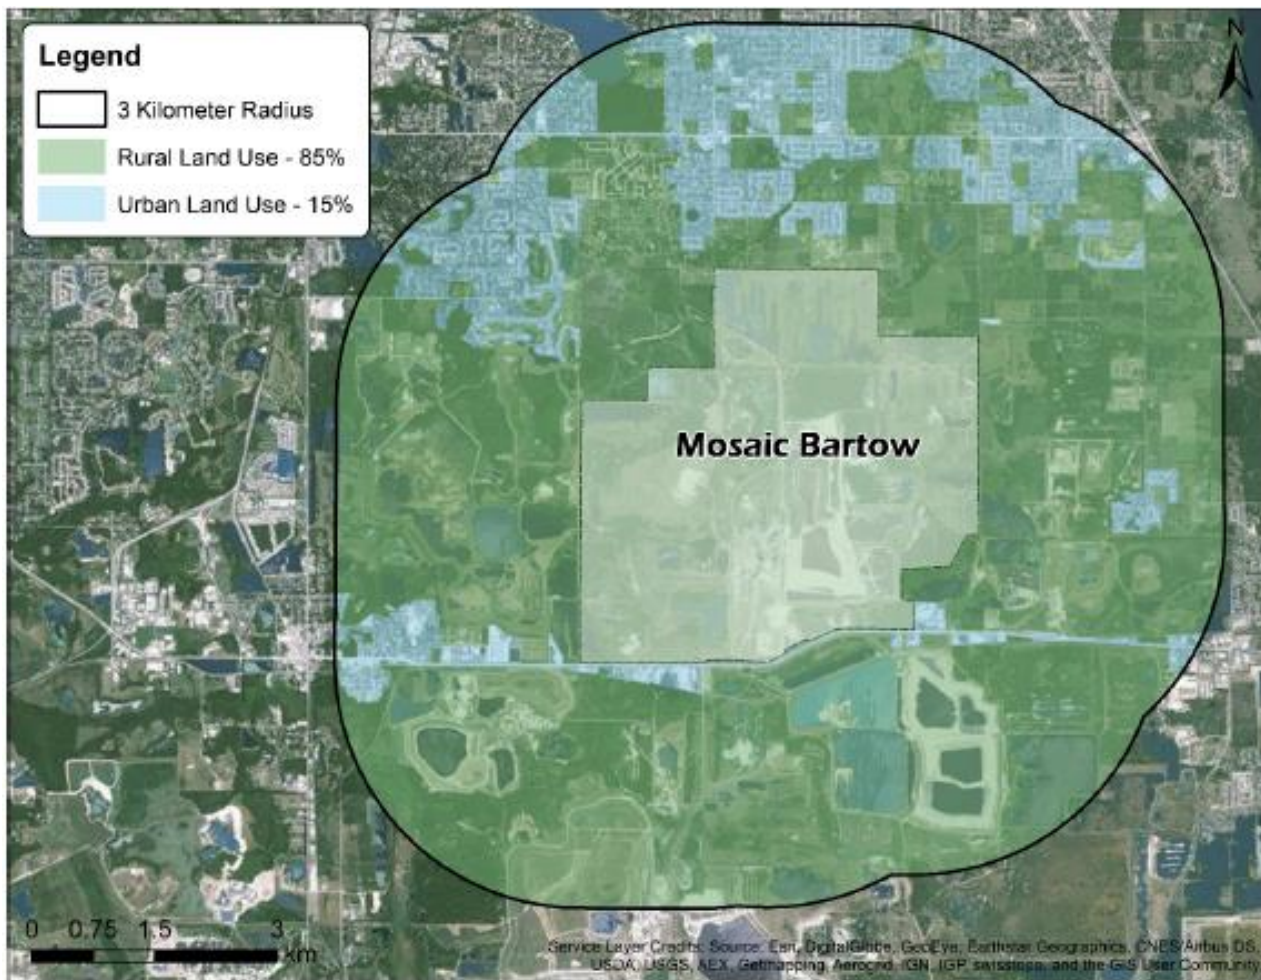 Legend
3 Kilometer Radius
Rural Land Use - 85%
Urban Land Use - 15%
N
Mosaic Bartow
0 0.75 1.5 3
km
Service Layer Credits: Source: Esri, DigitalGlobe, GeoEye, Earthstar Geographics, CNES/Airbus DS,
USDA, USGS, AEX, Getmapping, Aerogrid, IGN, IGP, swisstopo, and the GIS User Community